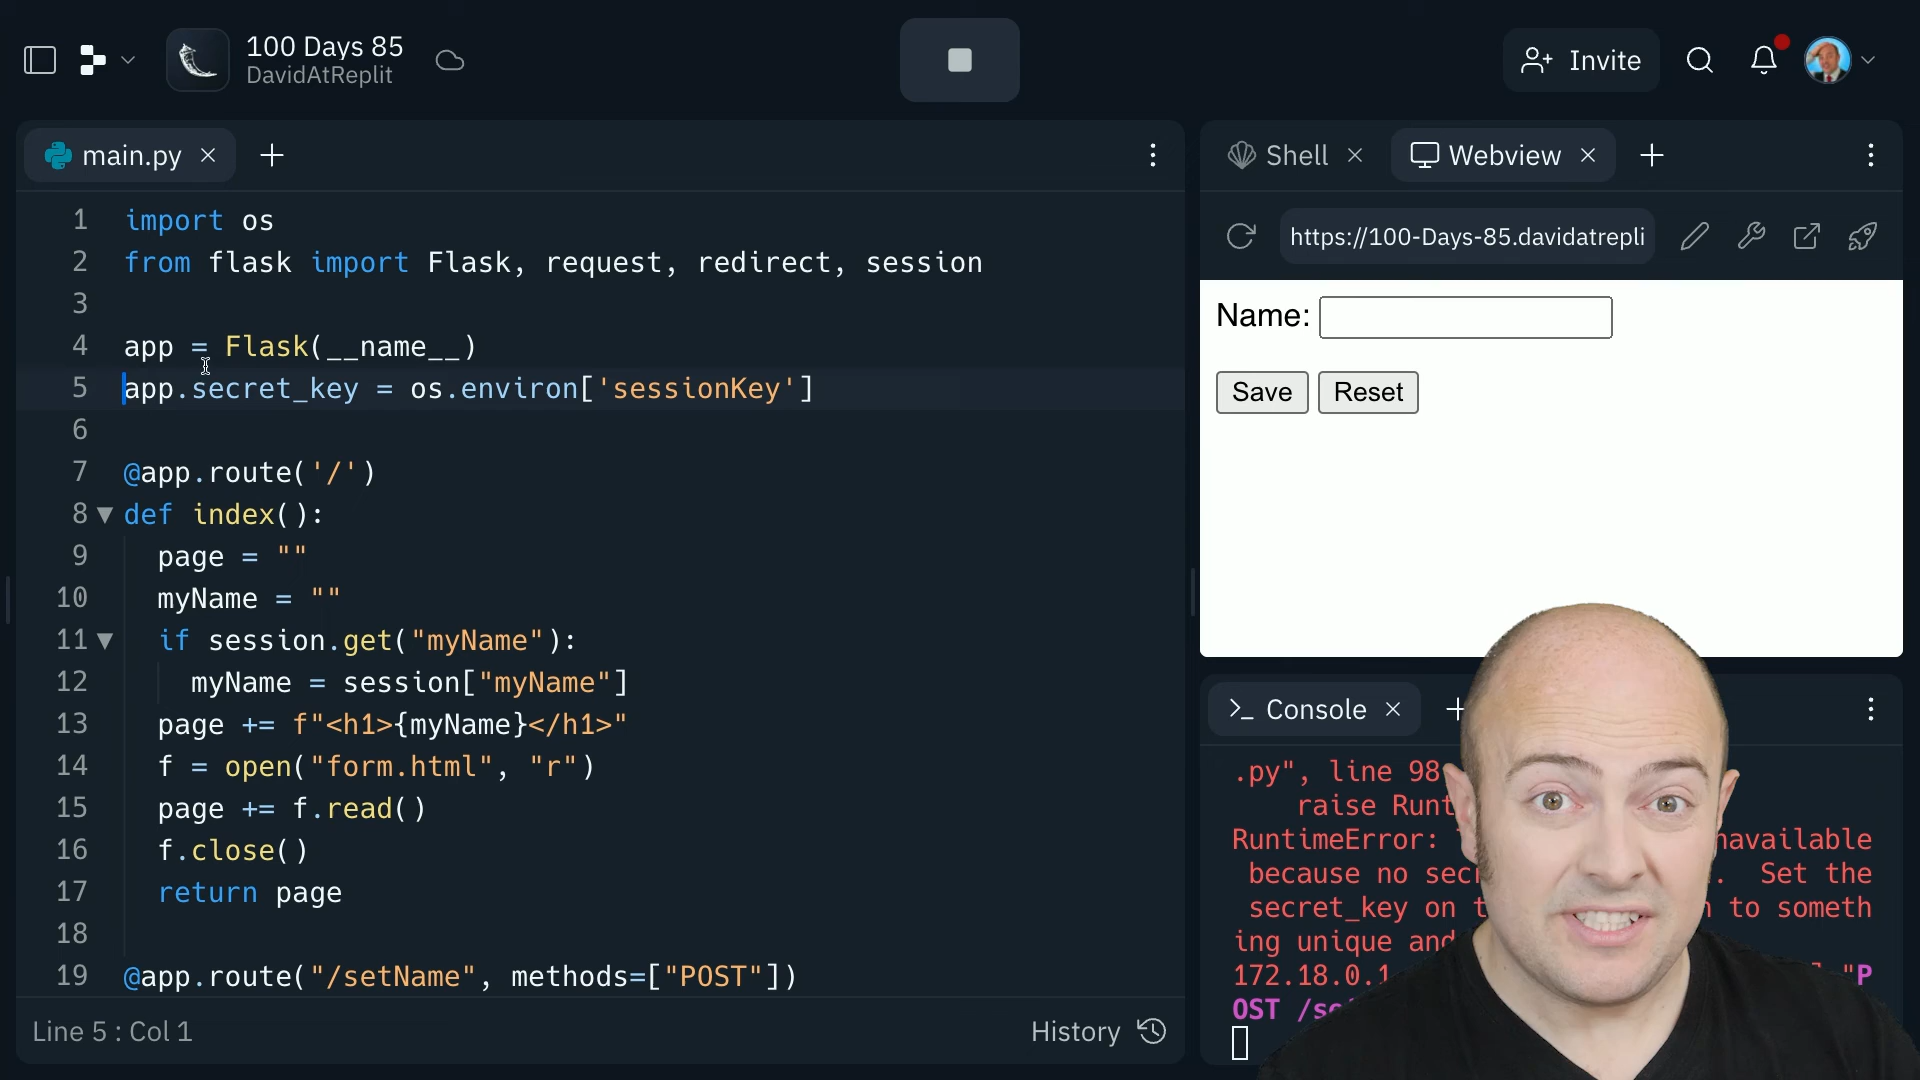 100 Days 85
DavidAtReplit
Invite
main.py
1 import os
2 from flask import Flask, request, redirect, session
3
4 app = Flask(__name__)
5 app.secret_key = os.environ['sessionKey']
6
7 @app.route('/')
8 def index():
9 page = ""
10 myName = ""
11 if session.get("myName"):
12 myName = session["myName"]
13 page += f"<h1>{myName}</h1>"
14 f = open("form.html", "r")
15 page += f.read()
16 f.close()
17 return page
18
19 @app.route("/setName", methods=["POST"])
Line 5 : Col 1
History
Shell
Webview
https://100-Days-85.davidatrepli
Name:
Save Reset
Console
.py", line 98
raise
RuntimeError:
because no . Set the
secret_key on to someth
ing unique and
172.18.0.1 "P
OST